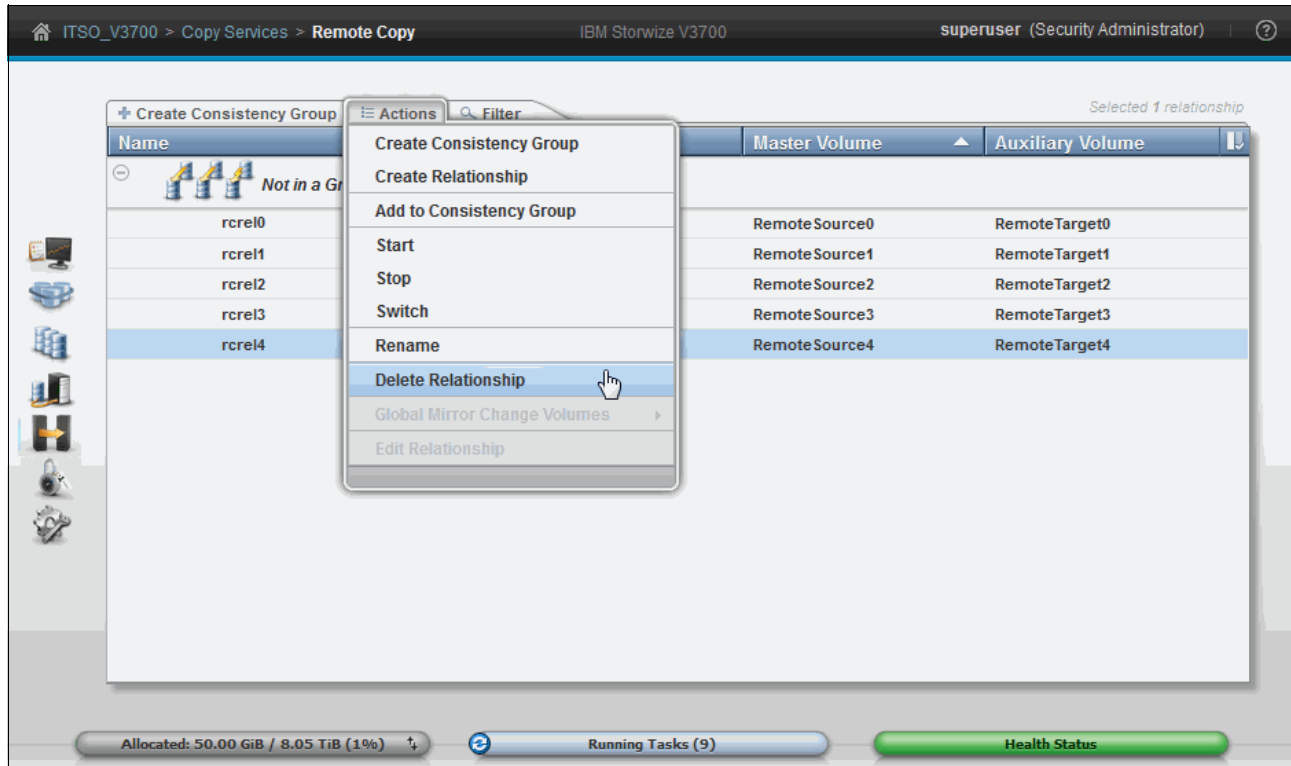 ITSO_V3700 > Copy Services > Remote Copy IBM Storwize V3700 superuser (Security Administrator) ?
Selected 1 relationship
Create Consistency Group Actions Filter
Name Master Volume Auxiliary Volume
Not in a Gr
rcrel0 RemoteSource0 RemoteTarget0
rcrel1 RemoteSource1 RemoteTarget1
rcrel2 RemoteSource2 RemoteTarget2
rcrel3 RemoteSource3 RemoteTarget3
rcrel4 RemoteSource4 RemoteTarget4
Create Consistency Group
Create Relationship
Add to Consistency Group
Start
Stop
Switch
Rename
Delete Relationship
Global Mirror Change Volumes
Edit Relationship
Allocated: 50.00 GiB / 8.05 TiB (1%) Running Tasks (9) Health Status